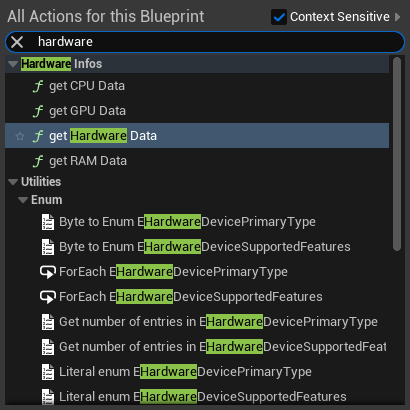 All Actions for this Blueprint Context Sensitive
hardware
Hardware Infos
get CPU Data
get GPU Data
get Hardware Data
get RAM Data
Utilities
Enum
Byte to Enum EHardwareDevicePrimaryType
Byte to Enum EHardwareDeviceSupportedFeatures
ForEach EHardwareDevicePrimaryType
ForEach EHardwareDeviceSupportedFeatures
Get number of entries in EHardwareDevicePrimaryType
Get number of entries in EHardwareDeviceSupportedFeat
Literal enum EHardwareDevicePrimaryType
Literal enum EHardwareDeviceSupportedFeatures